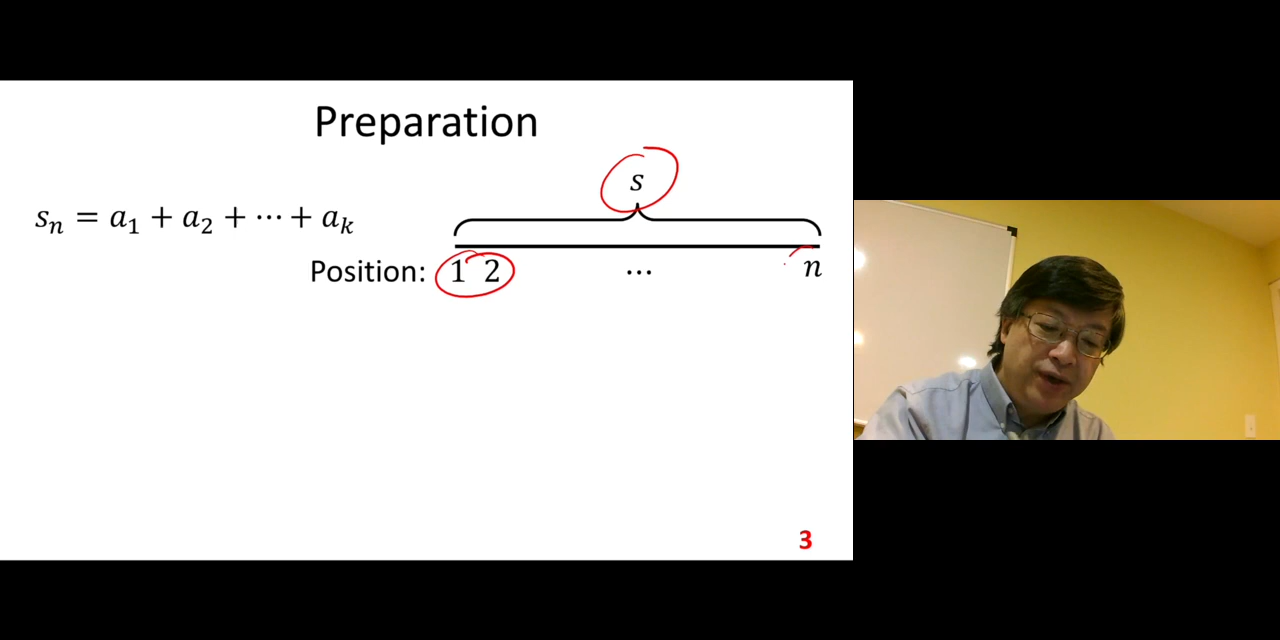 Preparation
s
sₙ = a₁ + a₂ + ⋯ + aₖ
Position: 1 2 ⋯ n
3